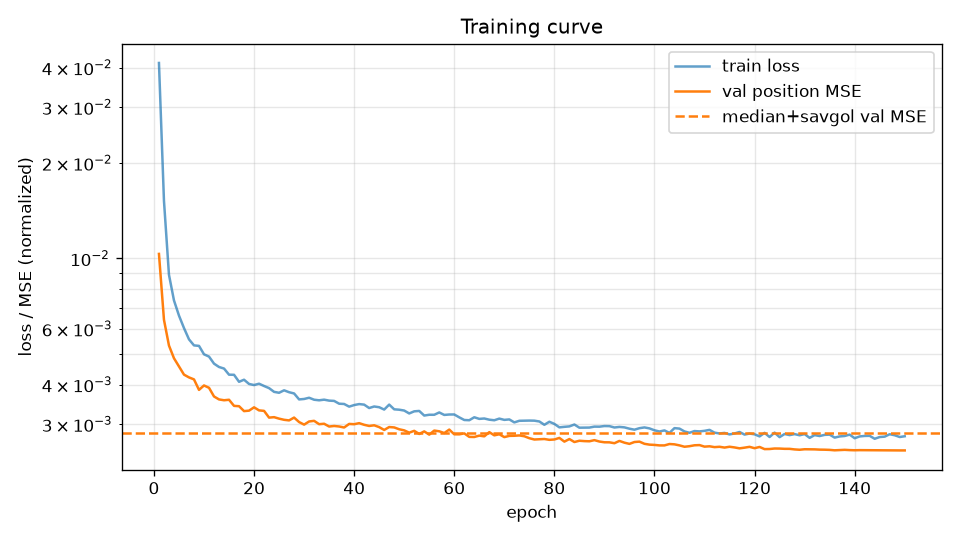 Training curve
train loss
val position MSE
median+savgol val MSE
loss / MSE (normalized)
4 × 10⁻²
3 × 10⁻²
2 × 10⁻²
10⁻²
6 × 10⁻³
4 × 10⁻³
3 × 10⁻³
0 20 40 60 80 100 120 140
epoch